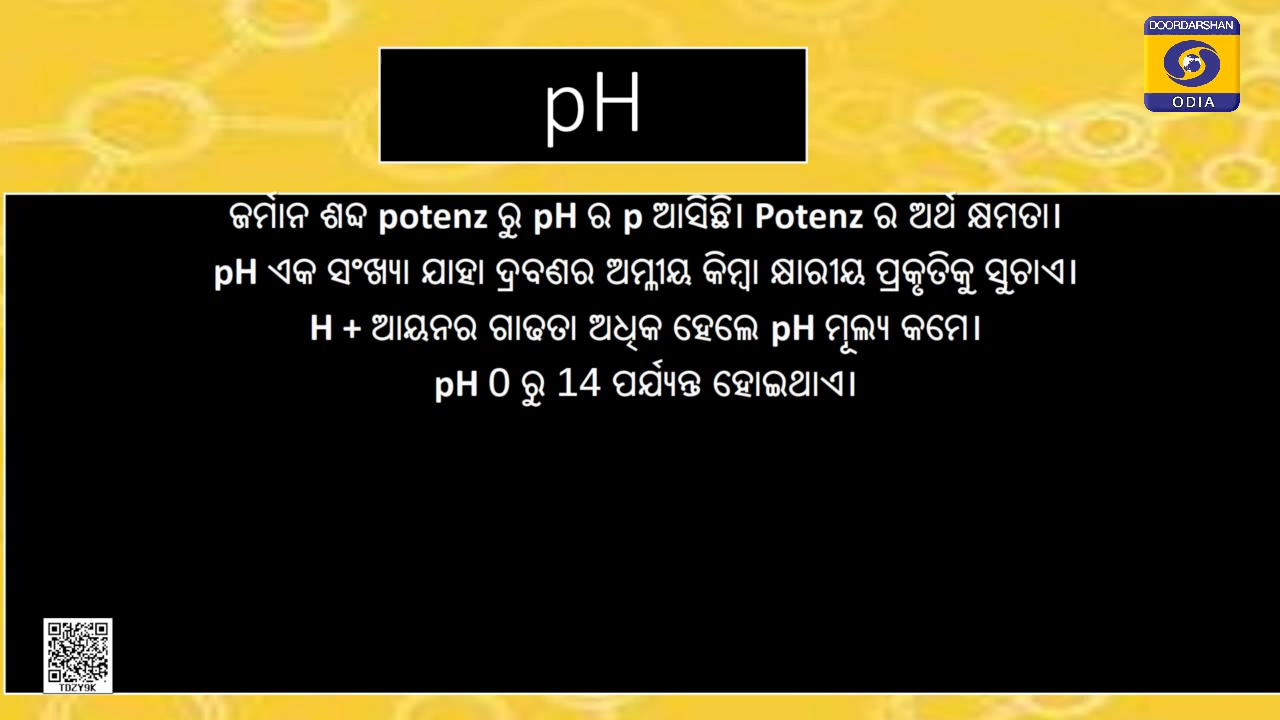 DOORDARSHAN
ODIA
pH
ଜର୍ମାନ ଶବ୍ଦ potenz ରୁ pH ର p ଆସିଛି। Potenz ର ଅର୍ଥ କ୍ଷମତା।
pH ଏକ ସଂଖ୍ୟା ଯାହା ଦ୍ରବଣର ଅମ୍ଳୀୟ କିମ୍ବା କ୍ଷାରୀୟ ପ୍ରକୃତିକୁ ସୁଚାଏ।
H + ଆୟନର ଗାଢତା ଅଧିକ ହେଲେ pH ମୂଲ୍ୟ କମେ।
pH 0 ରୁ 14 ପର୍ଯ୍ୟନ୍ତ ହୋଇଥାଏ।
TDZY9K